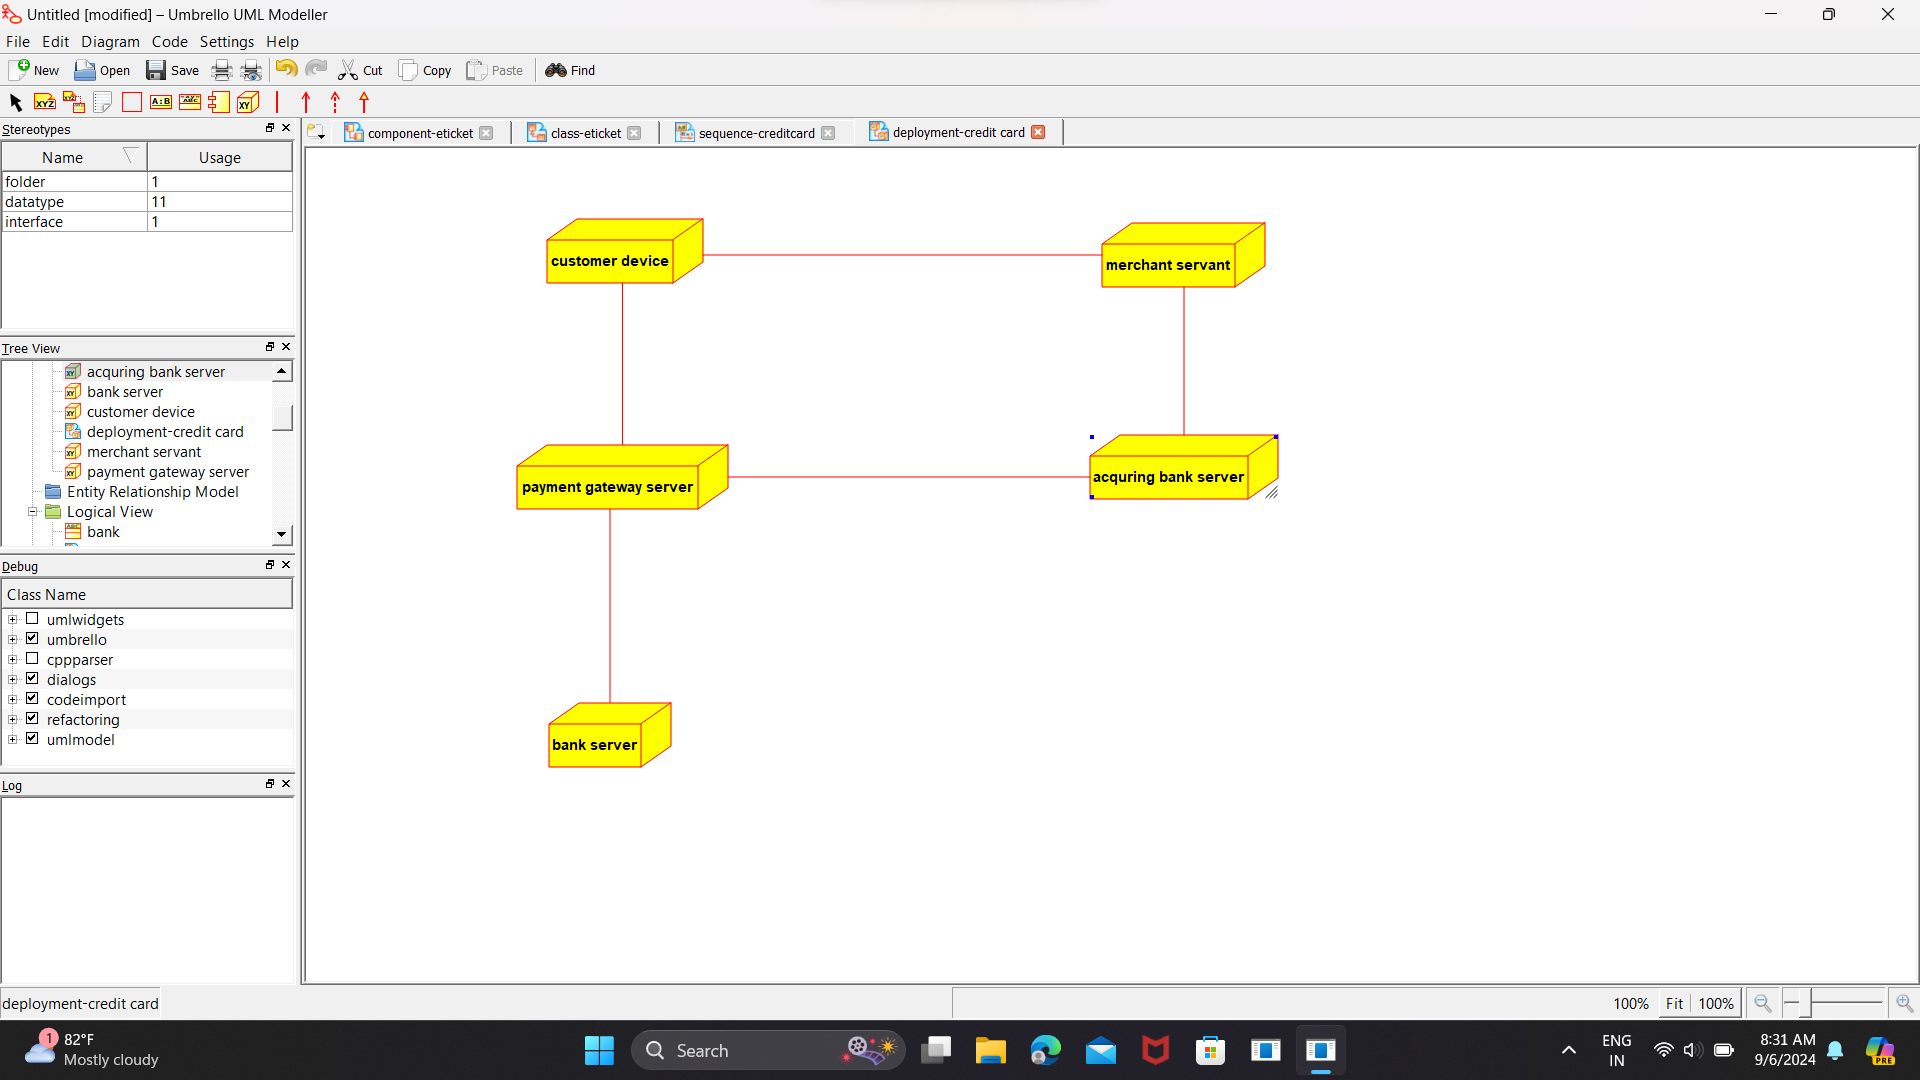 Untitled [modified] – Umbrello UML Modeller
File Edit Diagram Code Settings Help
New Open Save Cut Copy Paste Find
Stereotypes
Name Usage
folder 1
datatype 11
interface 1
Tree View
acquring bank server
bank server
customer device
deployment-credit card
merchant servant
payment gateway server
Entity Relationship Model
Logical View
bank
Debug
Class Name
umlwidgets
umbrello
cppparser
dialogs
codeimport
refactoring
umlmodel
Log
component-eticket class-eticket sequence-creditcard deployment-credit card
customer device
merchant servant
payment gateway server
acquring bank server
bank server
deployment-credit card
100% Fit 100%
1
82°F
Mostly cloudy
Search
ENG
IN
8:31 AM
9/6/2024
PRE